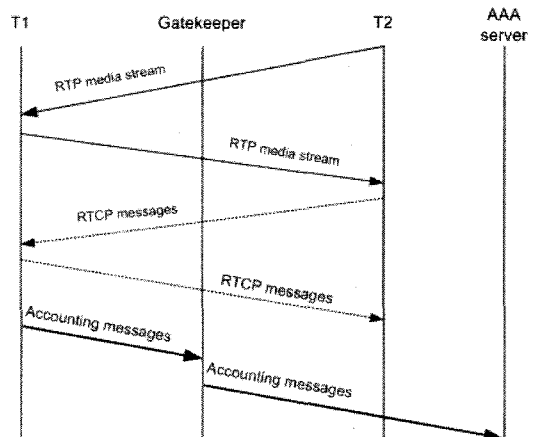 T1
Gatekeeper
T2
AAA
server
RTP media stream
RTP media stream
RTCP messages
RTCP messages
Accounting messages
Accounting messages